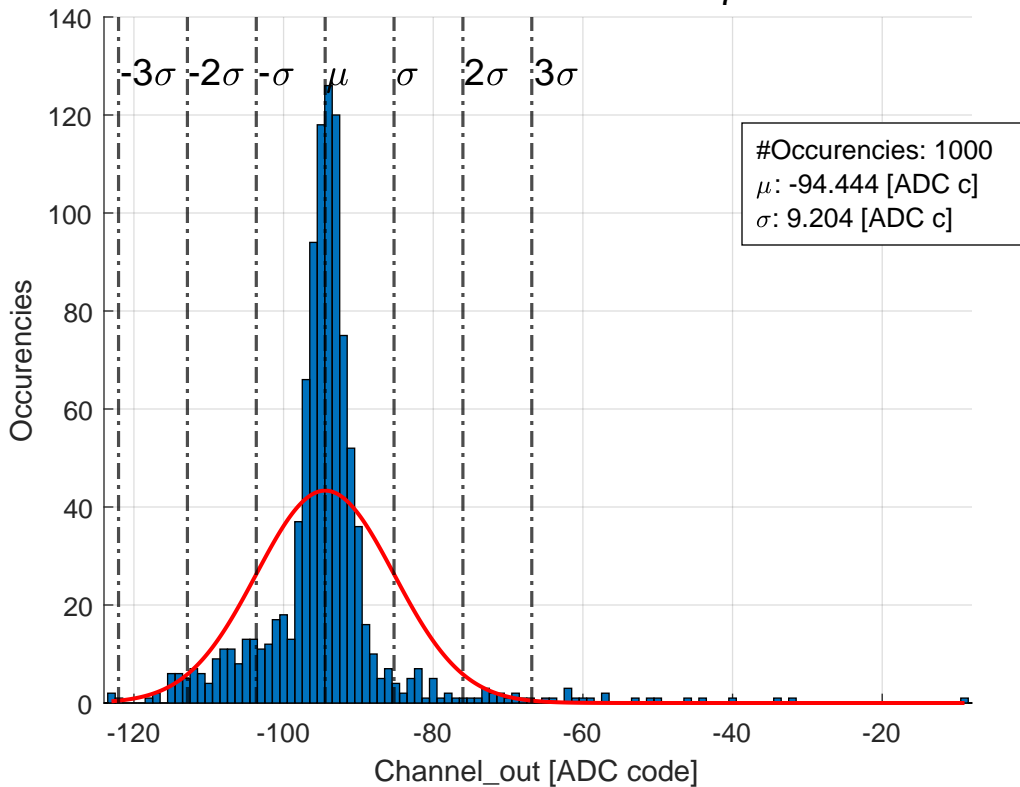 140
120
100
80
60
40
20
0
Occurencies
-3σ -2σ -σ μ σ 2σ 3σ
#Occurencies: 1000
μ: -94.444 [ADC c]
σ: 9.204 [ADC c]
-120 -100 -80 -60 -40 -20
Channel_out [ADC code]